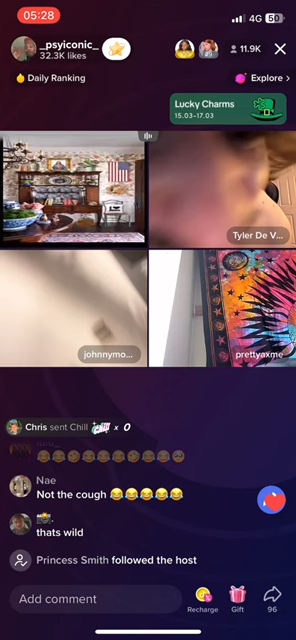 05:28
4G 50
_psyiconic_
32.3K likes
11.9K
Daily Ranking
Explore >
Lucky Charms
15.03–17.03
Tyler De V...
johnnymo...
prettyaxme
Chris sent Chill x 0
Nae
Not the cough 😂😂😂😂😂
thats wild
Princess Smith followed the host
Add comment
Recharge
Gift
96